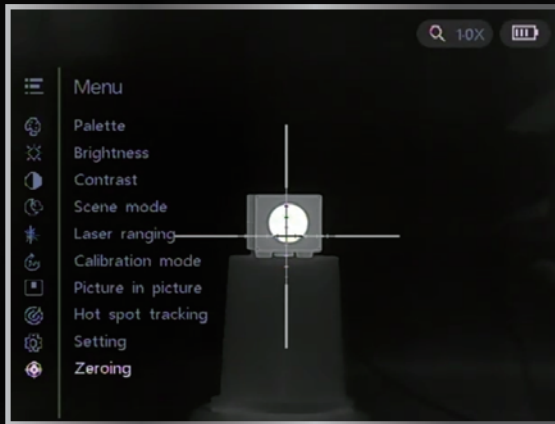 1.0X
Menu
Palette
Brightness
Contrast
Scene mode
Laser ranging
Calibration mode
Picture in picture
Hot spot tracking
Setting
Zeroing